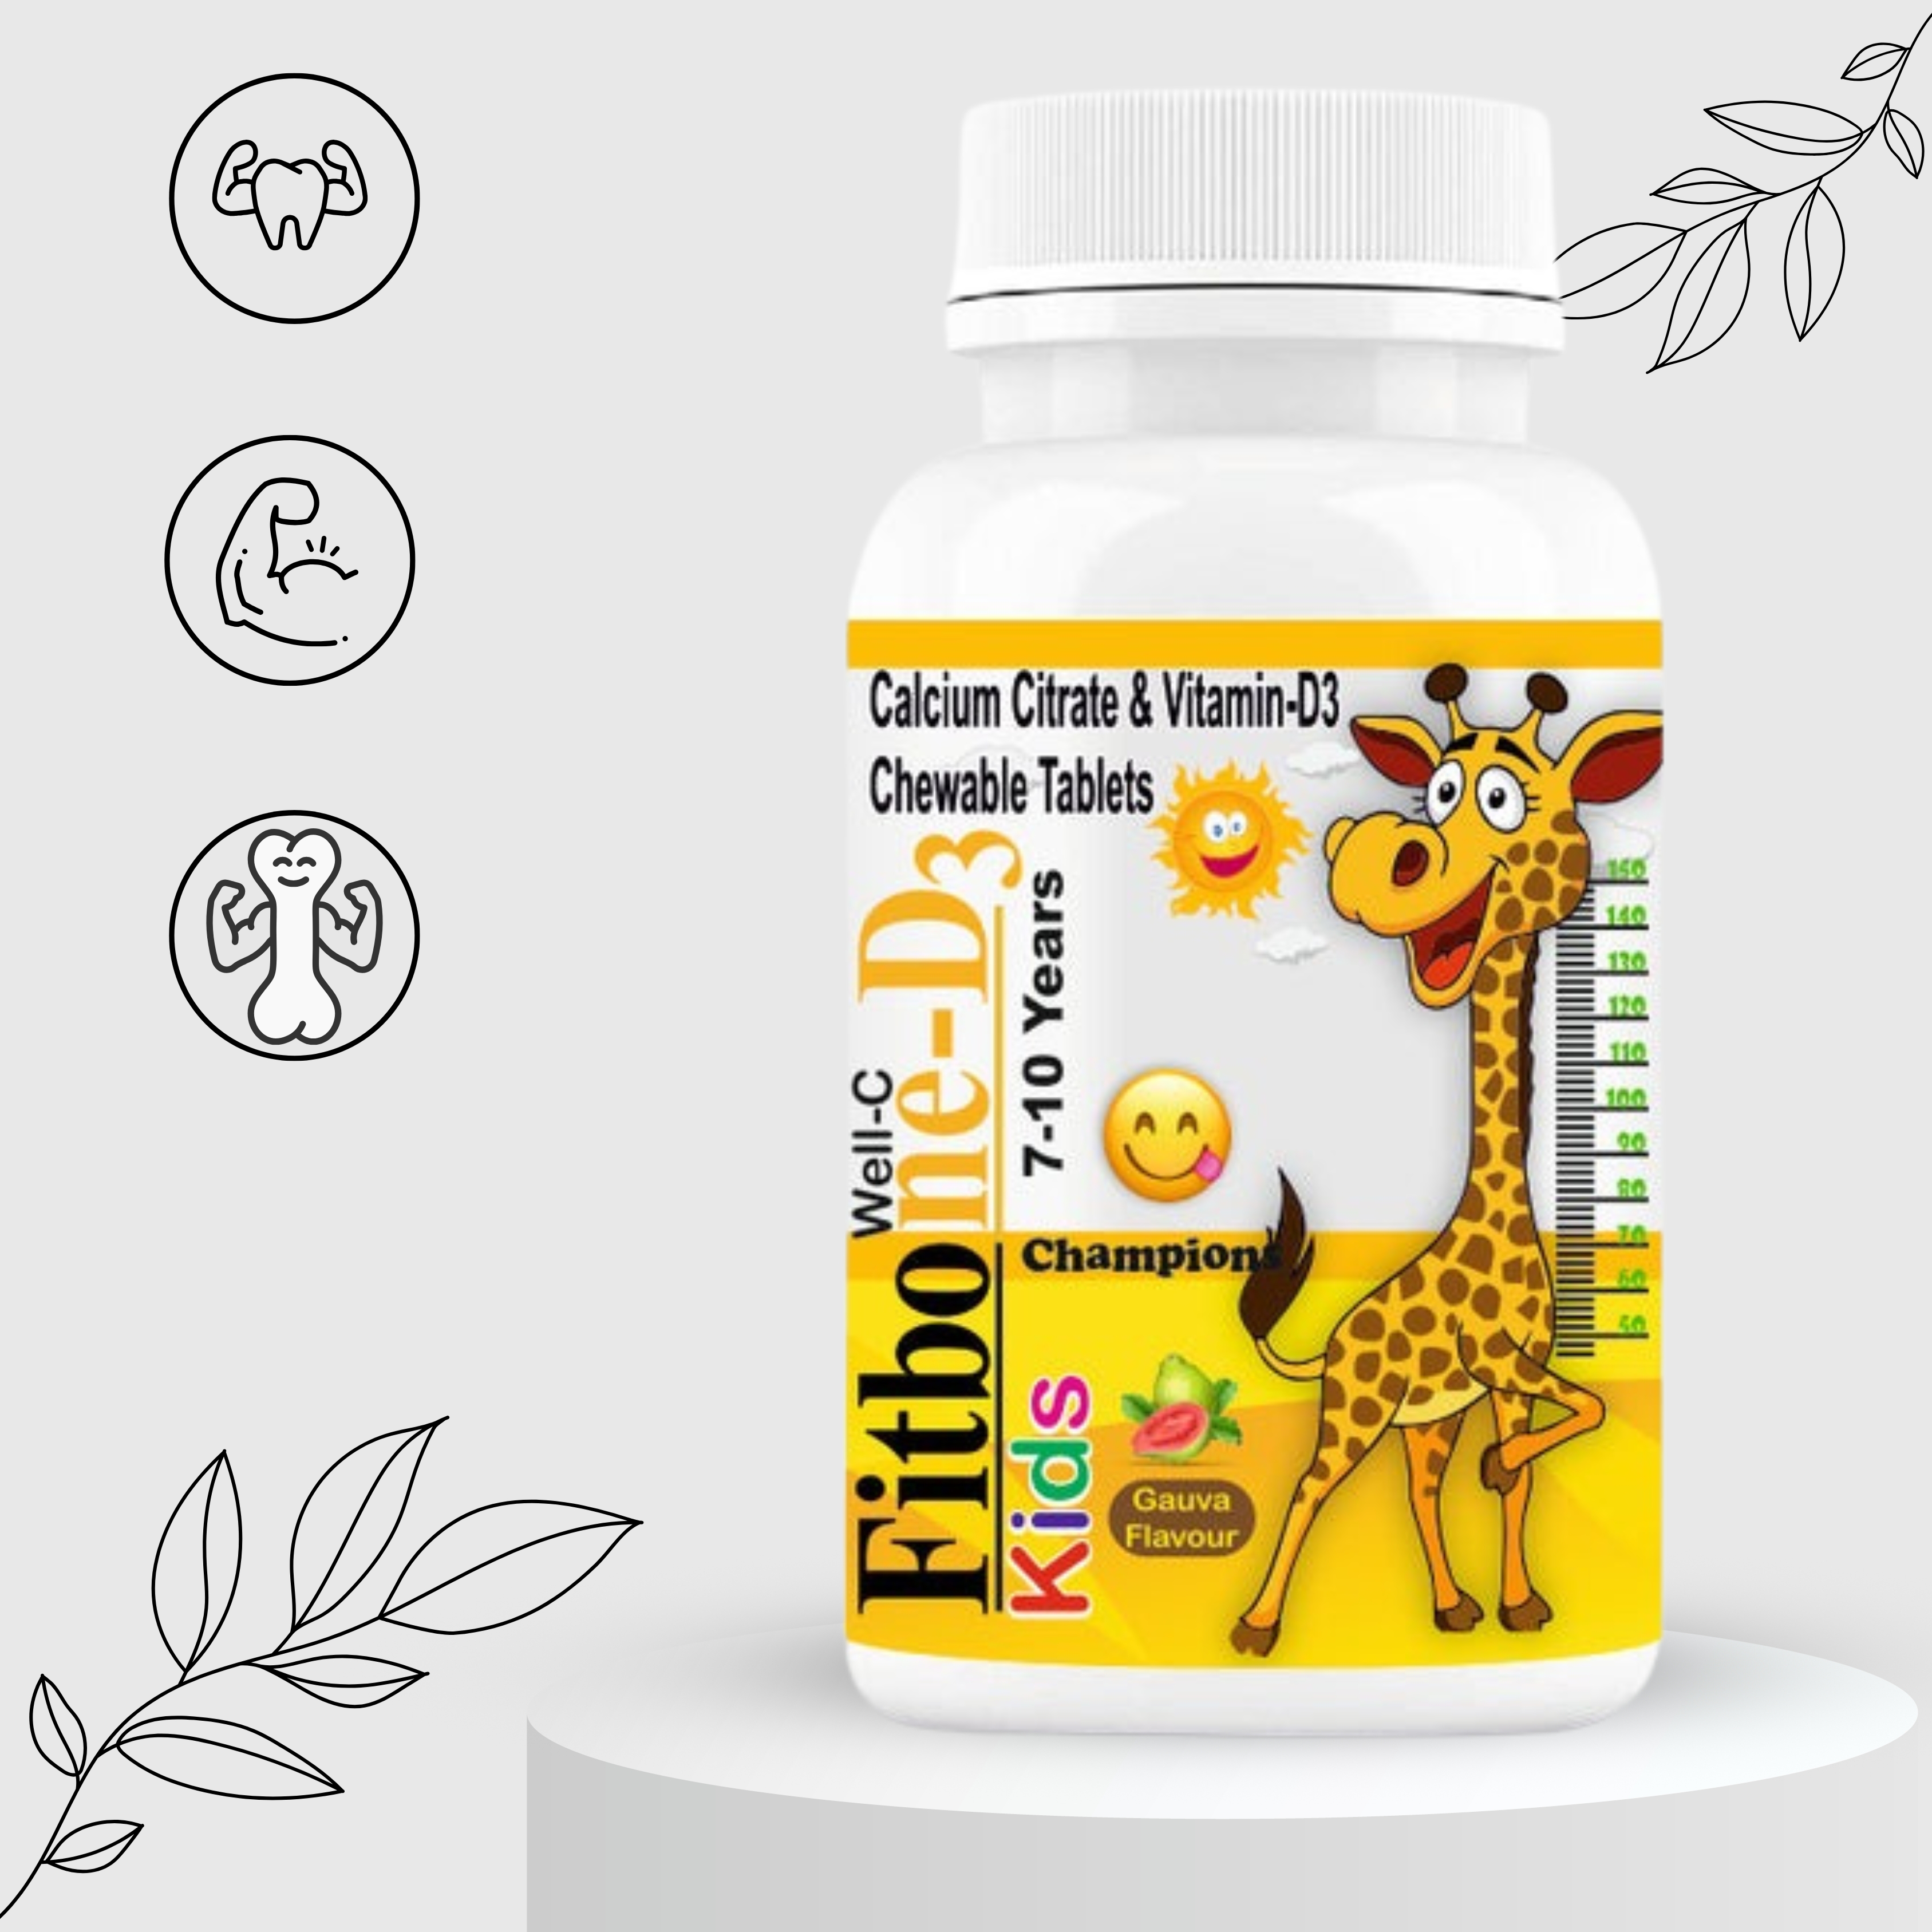 Calcium Citrate & Vitamin-D3
Chewable Tablets
Well-C
Fitbone-D3
7-10 Years
Kids
Champions
Gauva
Flavour
150
140
130
120
110
100
90
80
70
60
50